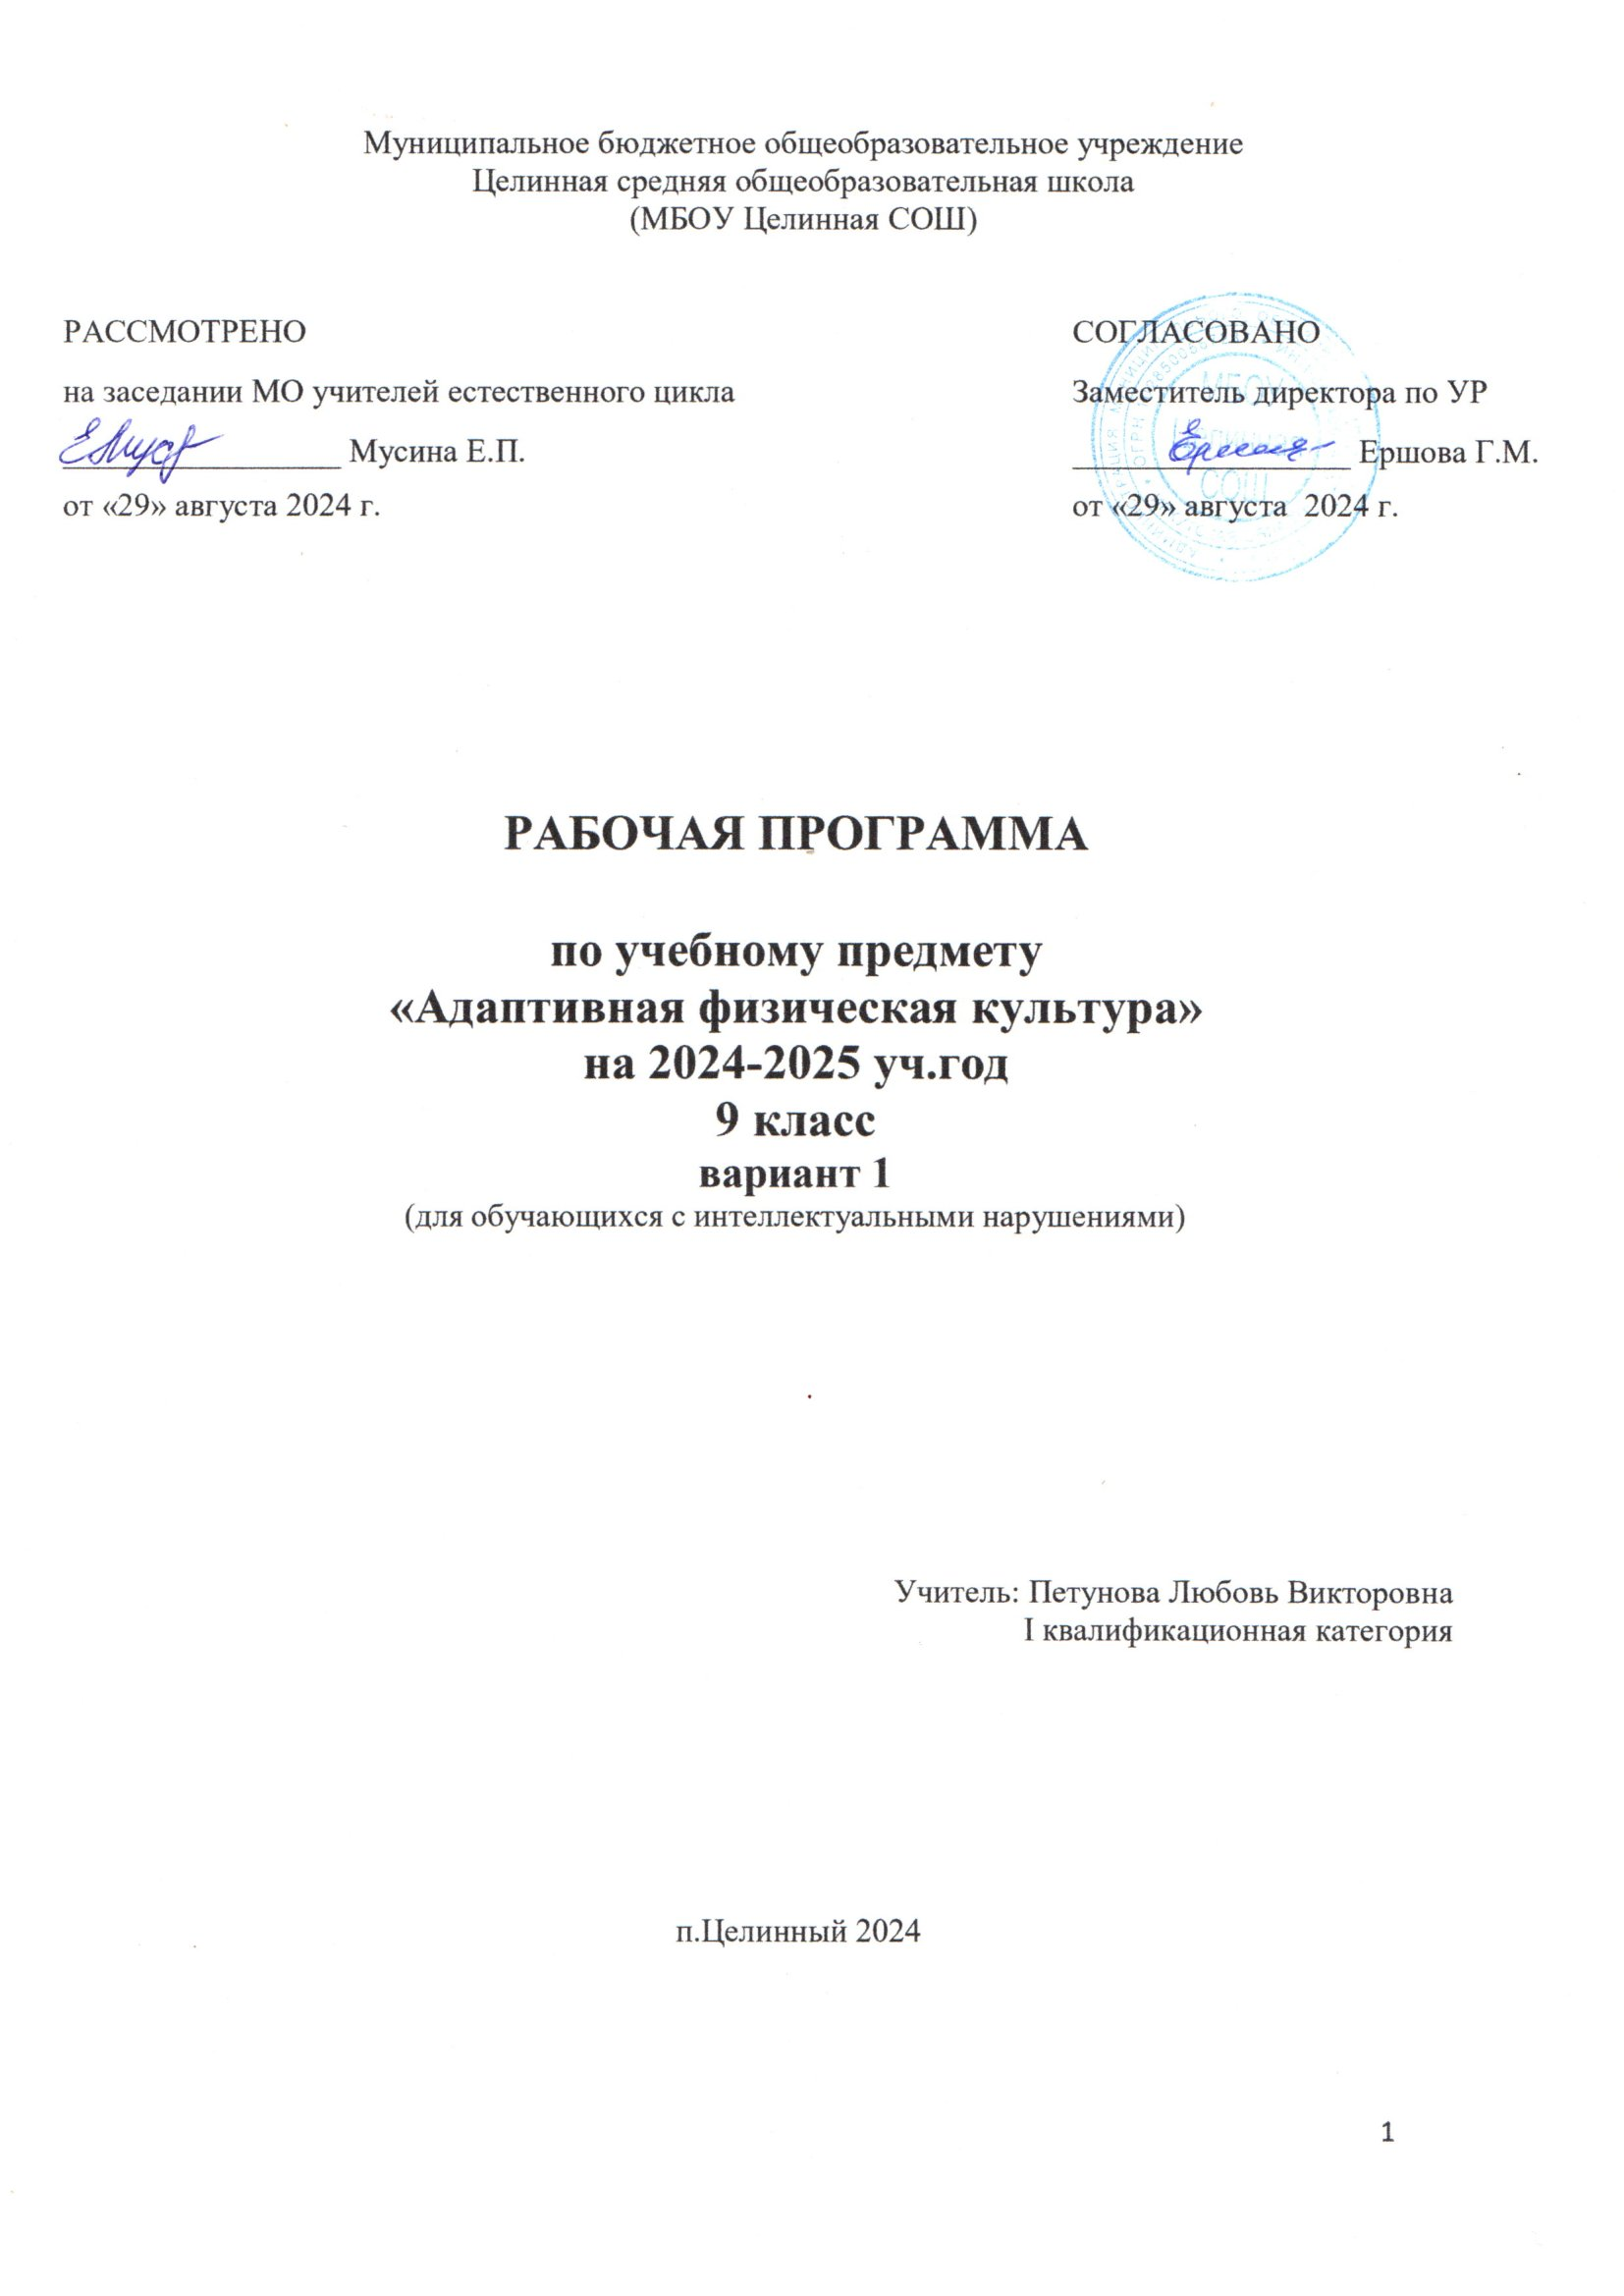 Муниципальное бюджетное общеобразовательное учреждение
Целинная средняя общеобразовательная школа
(МБОУ Целинная СОШ)
РАССМОТРЕНО
на заседании МО учителей естественного цикла
Мусина Е.П.
от «29» августа 2024 г.
СОГЛАСОВАНО
Заместитель директора по УР
Ершова Г.М.
от «29» августа 2024 г.
МБОУ
Целинная
СОШ
РАБОЧАЯ ПРОГРАММА
по учебному предмету
«Адаптивная физическая культура»
на 2024-2025 уч.год
9 класс
вариант 1
(для обучающихся с интеллектуальными нарушениями)
Учитель: Петунова Любовь Викторовна
I квалификационная категория
п.Целинный 2024
1